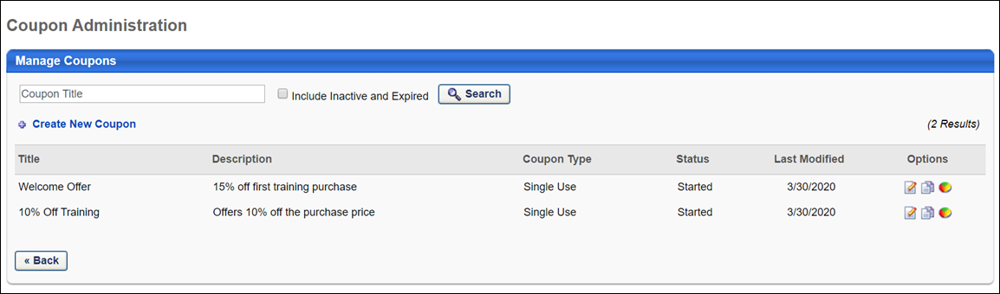 Coupon Administration
Manage Coupons
Coupon Title Include Inactive and Expired Search
Create New Coupon (2 Results)
Title Description Coupon Type Status Last Modified Options
Welcome Offer 15% off first training purchase Single Use Started 3/30/2020
10% Off Training Offers 10% off the purchase price Single Use Started 3/30/2020
« Back